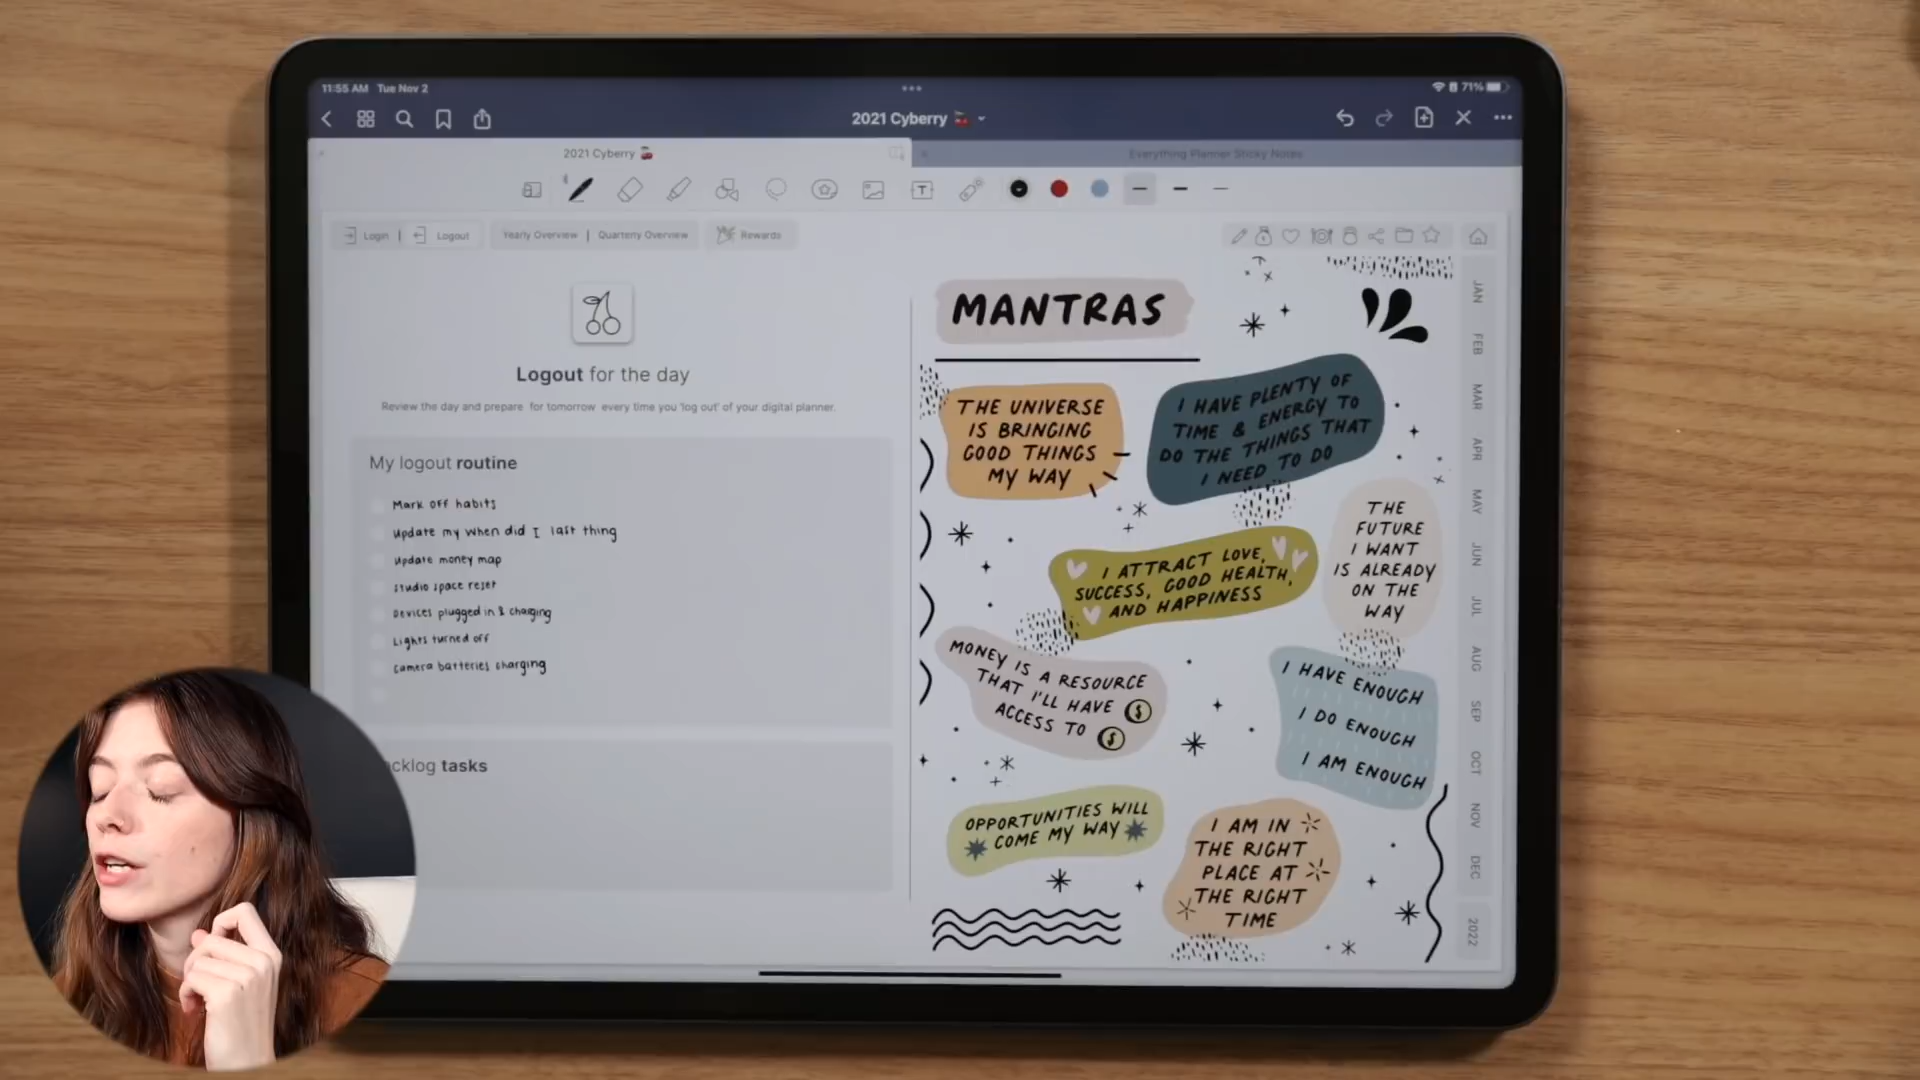 11:55 AM Tue Nov 2
71%
2021 Cyberry
2021 Cyberry
Everything Planner Sticky Notes
T
Login | Logout
Yearly Overview | Quarterly Overview
Rewards
Logout for the day
Review the day and prepare for tomorrow every time you 'log out' of your digital planner.
My logout routine
Mark off habits
update my when did I last thing
update money map
studio space reset
Devices plugged in & charging
Lights turned off
camera batteries charging
cklog tasks
MANTRAS
THE UNIVERSE
IS BRINGING
GOOD THINGS
MY WAY
I HAVE PLENTY OF
TIME & ENERGY TO
DO THE THINGS THAT
I NEED TO DO
THE
FUTURE
I WANT
IS ALREADY
ON THE
WAY
I ATTRACT LOVE,
SUCCESS, GOOD HEALTH,
AND HAPPINESS
MONEY IS A RESOURCE
THAT I'LL HAVE $
ACCESS TO $
I HAVE ENOUGH
I DO ENOUGH
I AM ENOUGH
OPPORTUNITIES WILL
COME MY WAY
I AM IN
THE RIGHT
PLACE AT
THE RIGHT
TIME
JAN
FEB
MAR
APR
MAY
JUN
JUL
AUG
SEP
OCT
NOV
DEC
2022